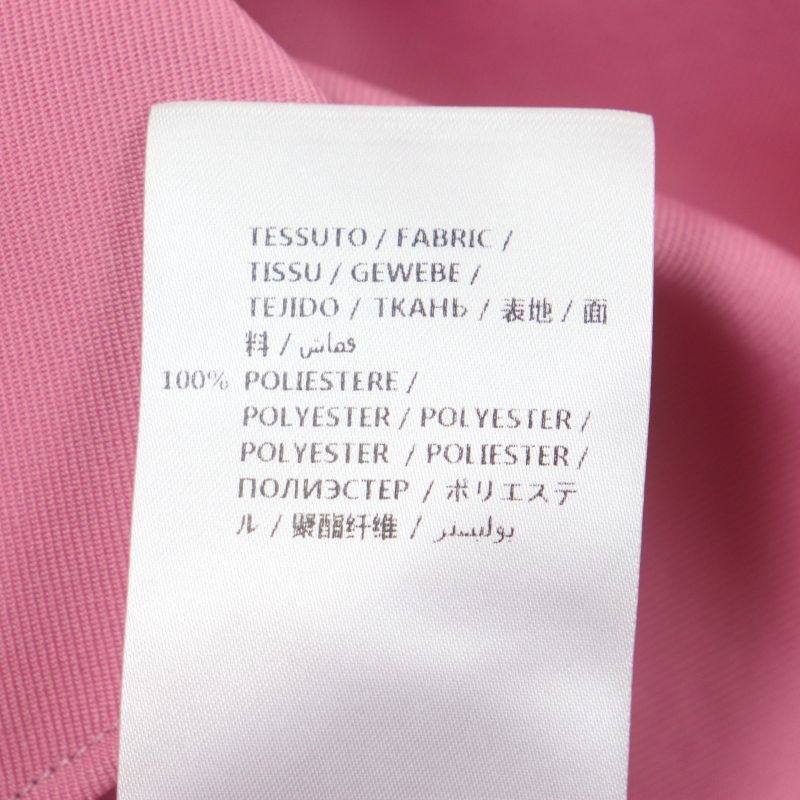 TESSUTO / FABRIC /
TISSU / GEWEBE /
TEJIDO / ТКАНЬ / 表地 / 面
料 / قماش
100% POLIESTERE /
POLYESTER / POLYESTER /
POLYESTER / POLIESTER /
ПОЛИЭСТЕР / ポリエステ
ル / 聚酯纤维 / بوليستر